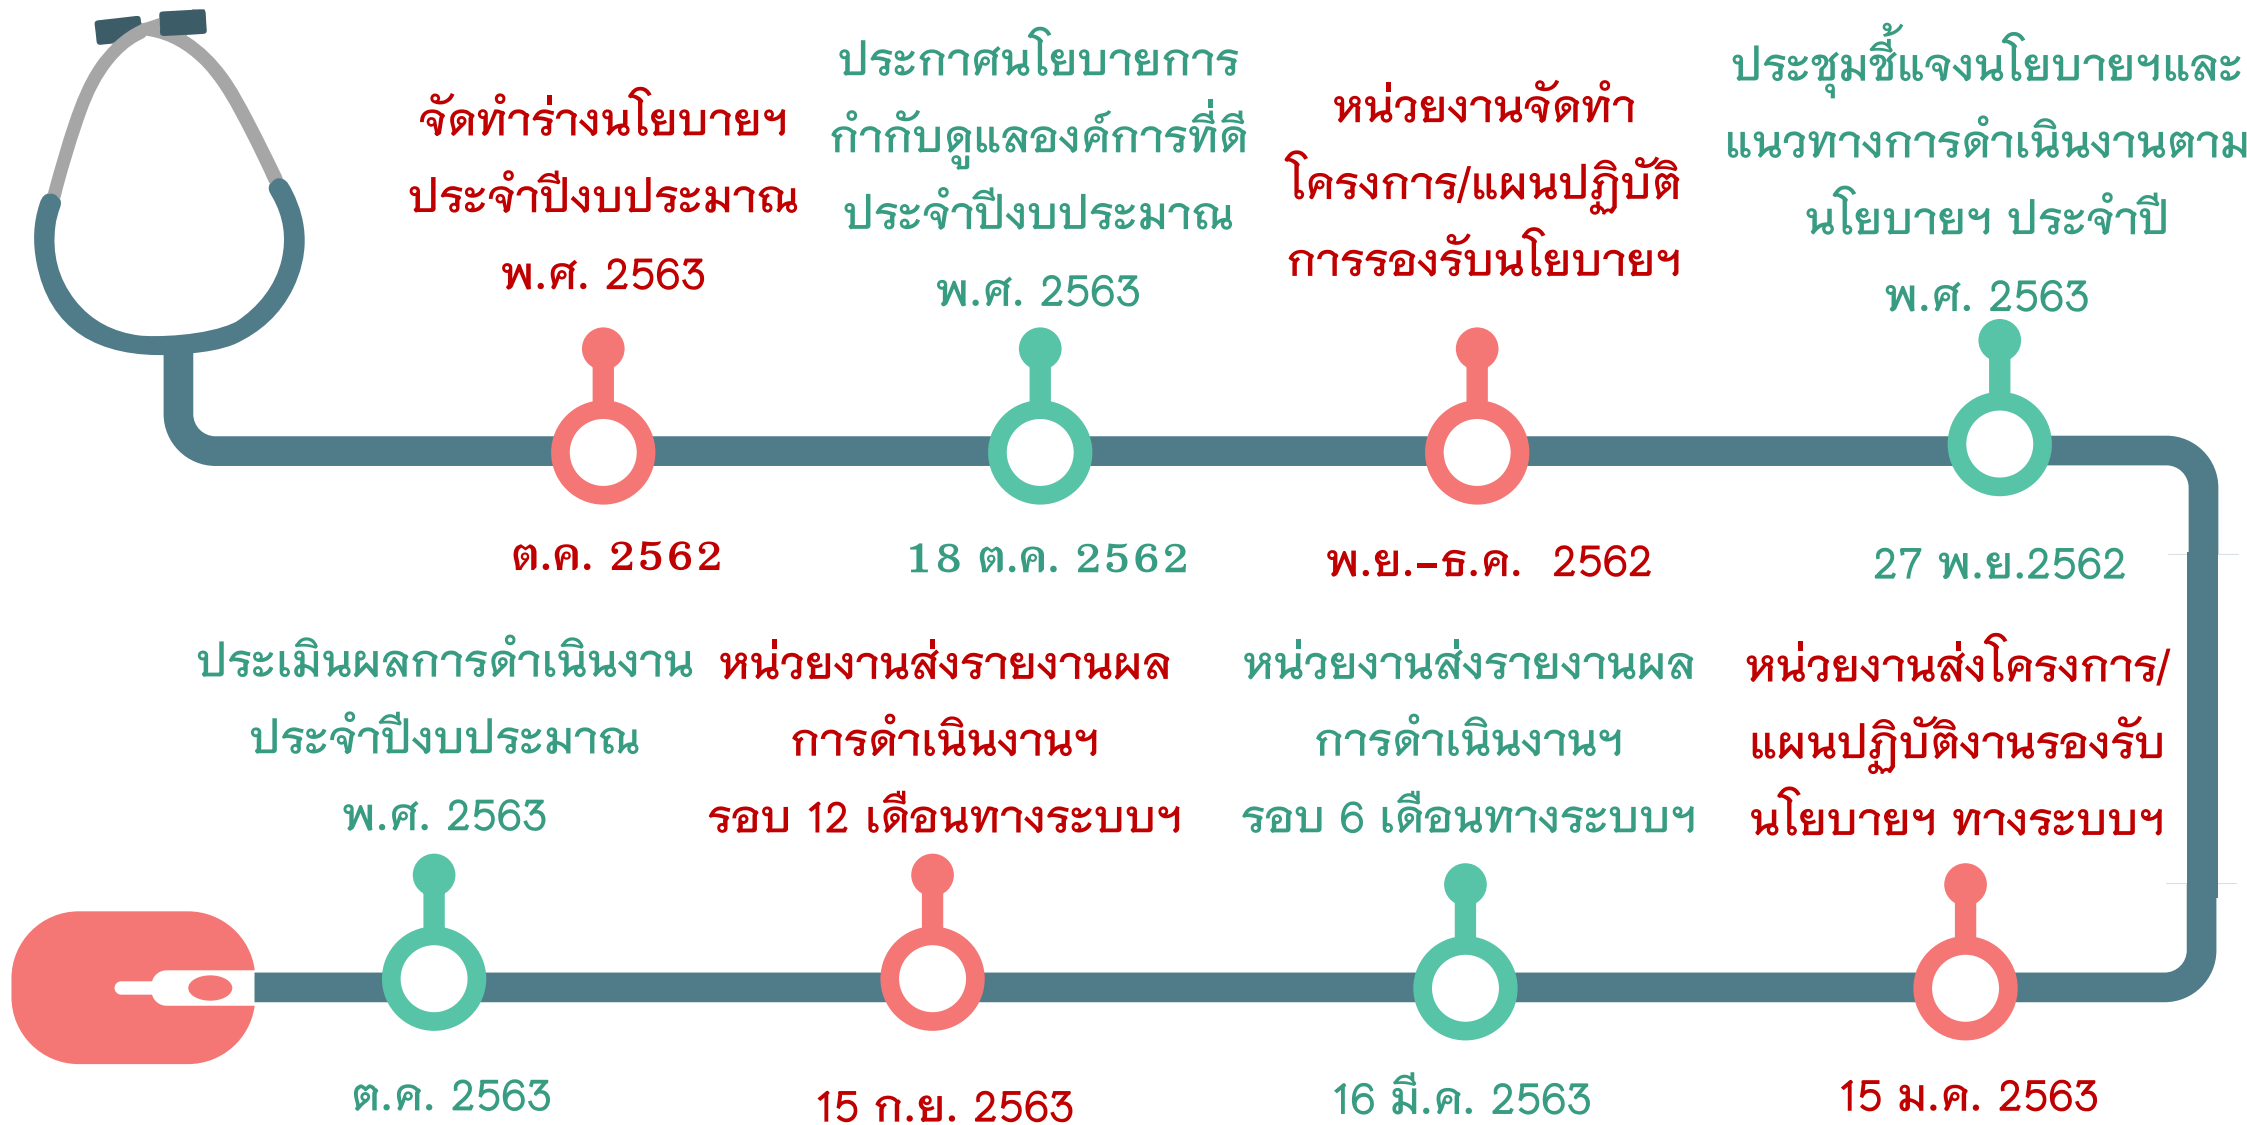 จัดทำร่างนโยบายฯ
ประจำปีงบประมาณ
พ.ศ. 2563
ต.ค. 2562
ประกาศนโยบายการ
กำกับดูแลองค์การที่ดี
ประจำปีงบประมาณ
พ.ศ. 2563
18 ต.ค. 2562
หน่วยงานจัดทำ
โครงการ/แผนปฏิบัติ
การรองรับนโยบายฯ
พ.ย.-ธ.ค. 2562
ประชุมชี้แจงนโยบายฯและ
แนวทางการดำเนินงานตาม
นโยบายฯ ประจำปี
พ.ศ. 2563
27 พ.ย.2562
หน่วยงานส่งโครงการ/
แผนปฏิบัติงานรองรับ
นโยบายฯ ทางระบบฯ
15 ม.ค. 2563
หน่วยงานส่งรายงานผล
การดำเนินงานฯ
รอบ 6 เดือนทางระบบฯ
16 มี.ค. 2563
หน่วยงานส่งรายงานผล
การดำเนินงานฯ
รอบ 12 เดือนทางระบบฯ
15 ก.ย. 2563
ประเมินผลการดำเนินงาน
ประจำปีงบประมาณ
พ.ศ. 2563
ต.ค. 2563